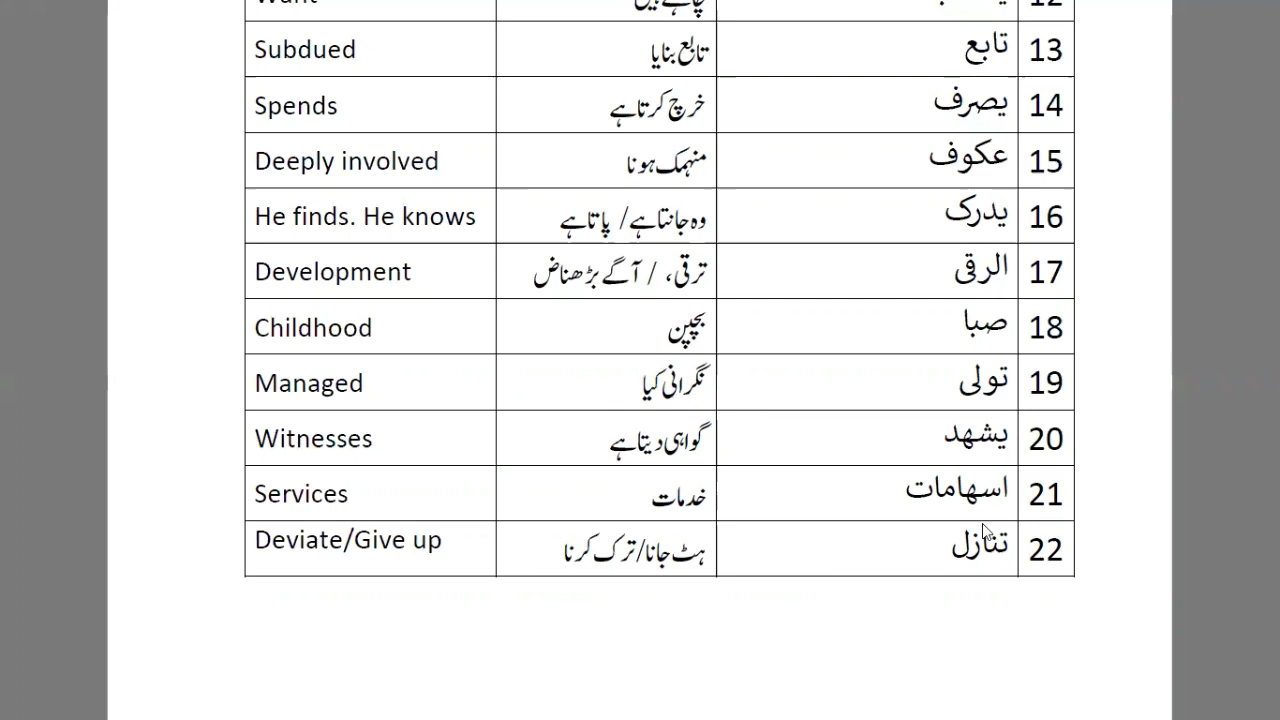 Subdued تابع بنایا تابع 13
Spends خرچ کرتا ہے یصرف 14
Deeply involved منہمک ہونا عکوف 15
He finds. He knows وہ جانتا ہے/ پاتا ہے یدرک 16
Development ترقی، / آگے بڑھناض الرقی 17
Childhood بچپن صبا 18
Managed نگرانی کیا تولی 19
Witnesses گواہی دیتا ہے یشهد 20
Services خدمات اسهامات 21
Deviate/Give up ہٹ جانا/ترک کرنا تنازل 22